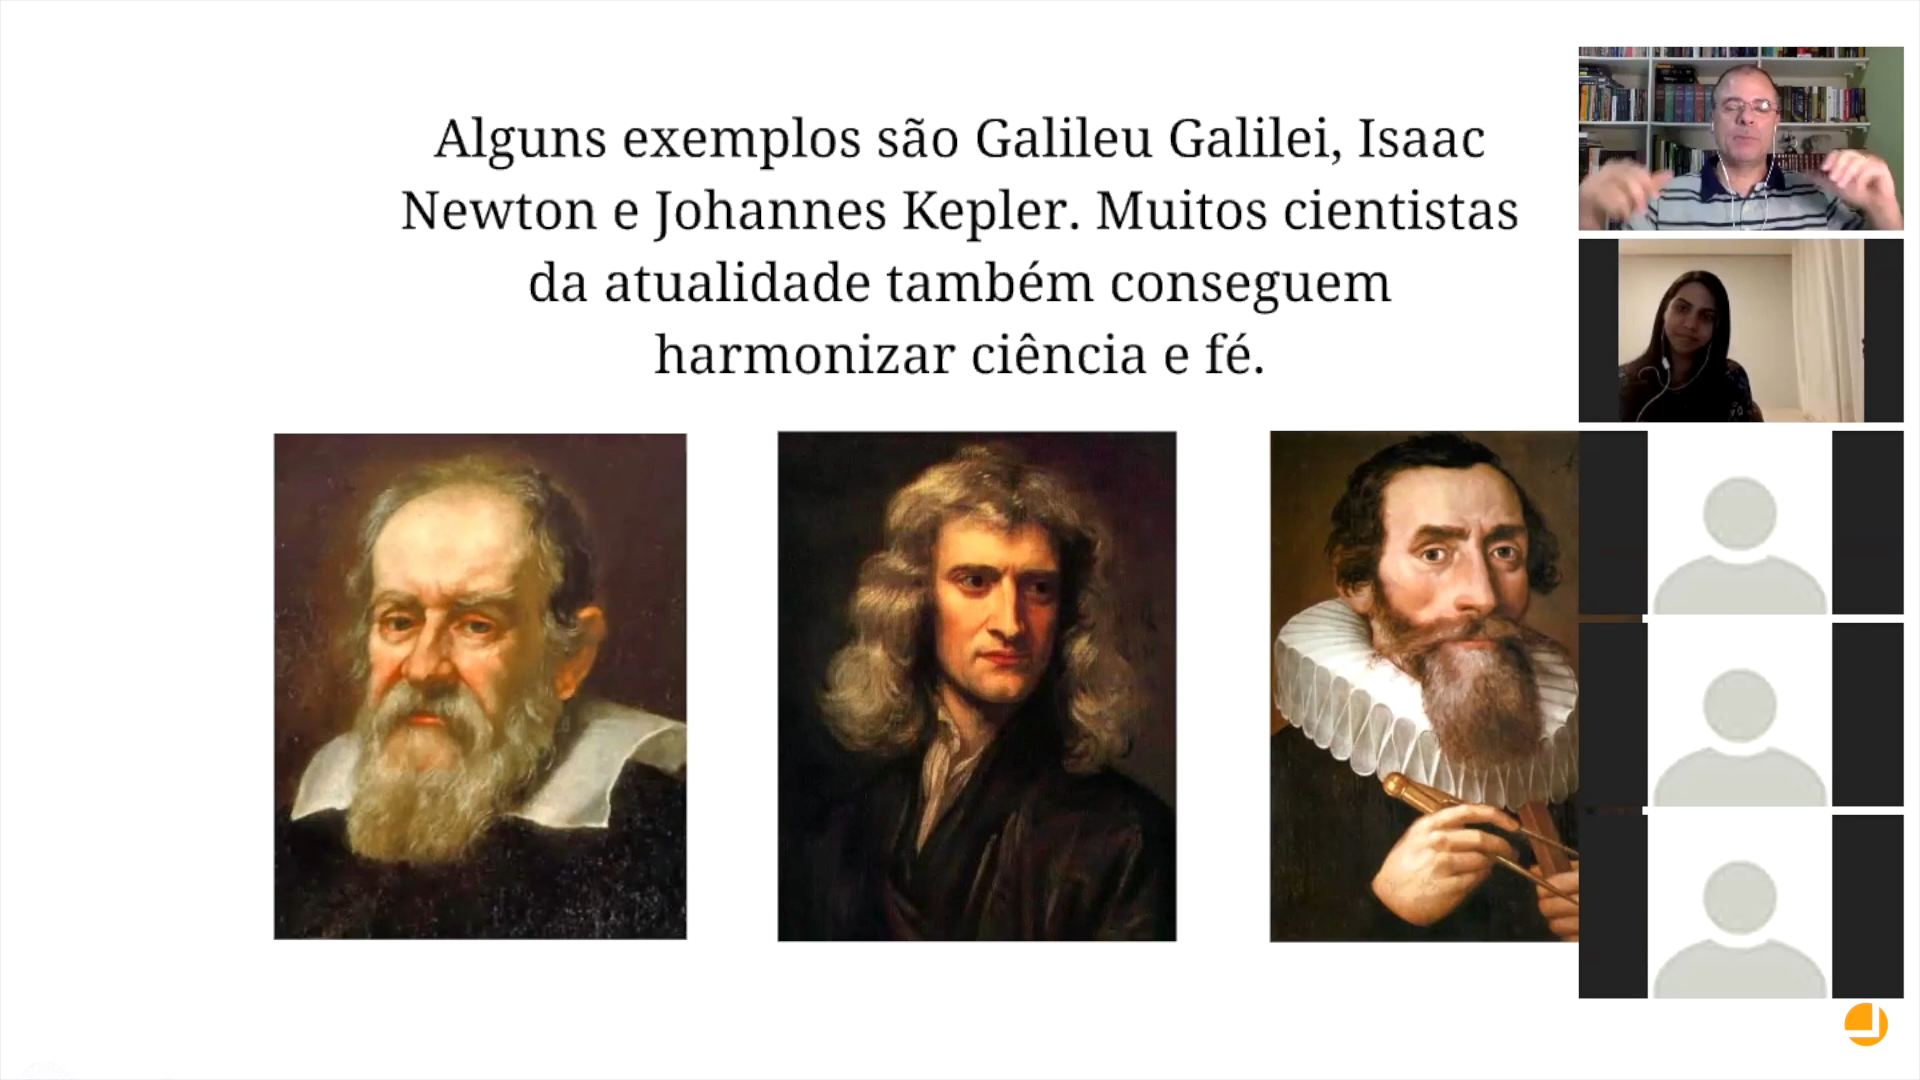 Alguns exemplos são Galileu Galilei, Isaac
Newton e Johannes Kepler. Muitos cientistas
da atualidade também conseguem
harmonizar ciência e fé.